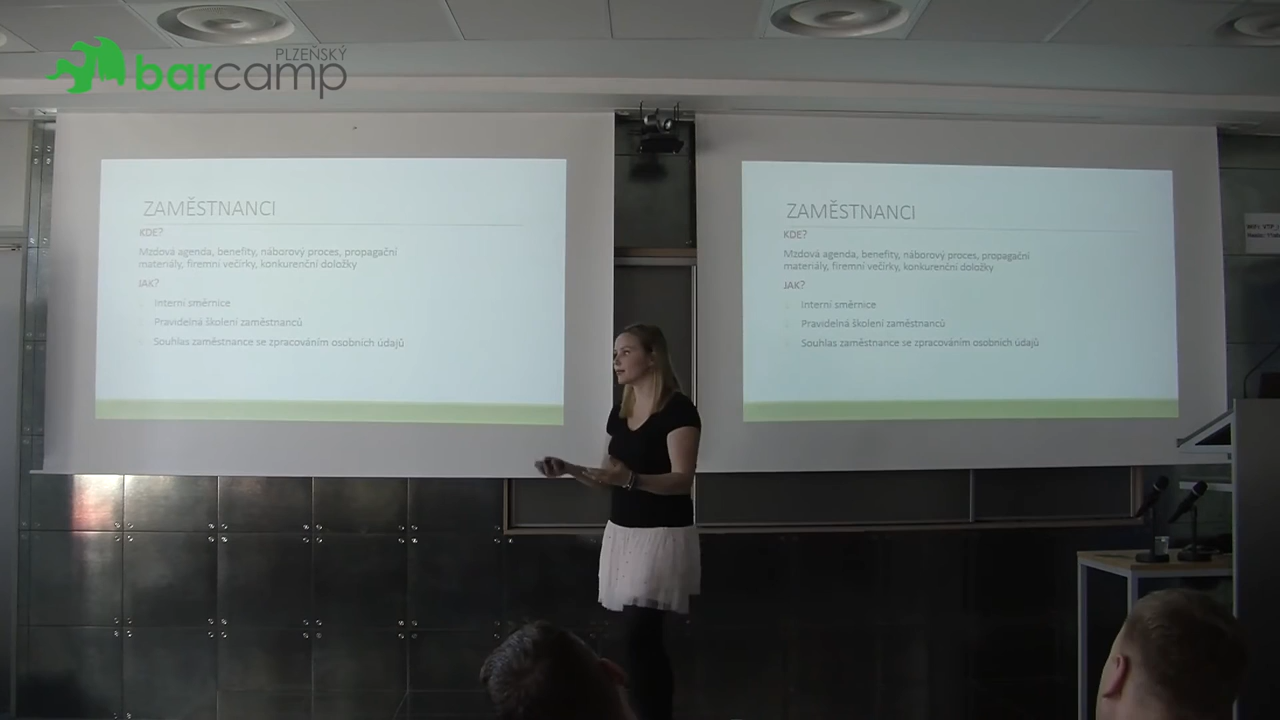 PLZEŇSKÝ
barcamp
ZAMĚSTNANCI
KDE?
Mzdová agenda, benefity, náborový proces, propagační
materiály, firemní večírky, konkurenční doložky
JAK?
Interní směrnice
Pravidelná školení zaměstnanců
Souhlas zaměstnance se zpracováním osobních údajů
ZAMĚSTNANCI
KDE?
Mzdová agenda, benefity, náborový proces, propagační
materiály, firemní večírky, konkurenční doložky
JAK?
Interní směrnice
Pravidelná školení zaměstnanců
Souhlas zaměstnance se zpracováním osobních údajů